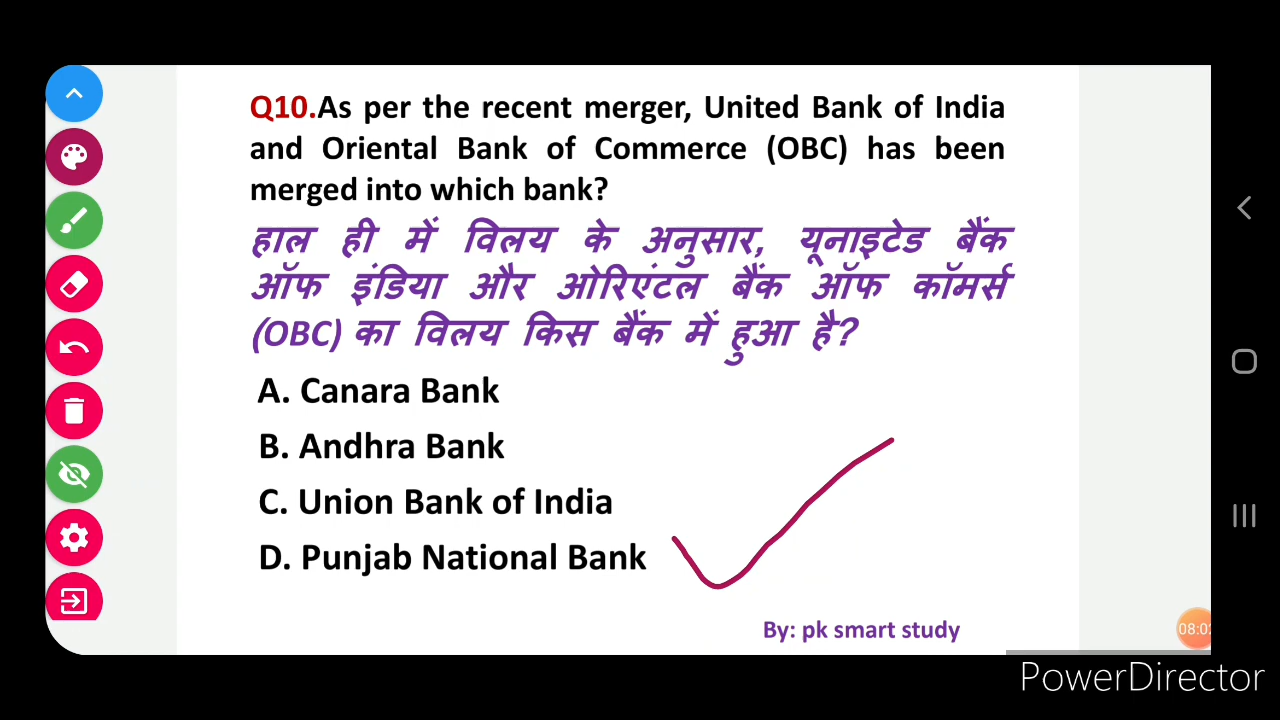 Q10.As per the recent merger, United Bank of India
and Oriental Bank of Commerce (OBC) has been
merged into which bank?
हाल ही में विलय के अनुसार, यूनाइटेड बैंक
ऑफ इंडिया और ओरिएंटल बैंक ऑफ कॉमर्स
(OBC) का विलय किस बैंक में हुआ है?
A. Canara Bank
B. Andhra Bank
C. Union Bank of India
D. Punjab National Bank
By: pk smart study
PowerDirector